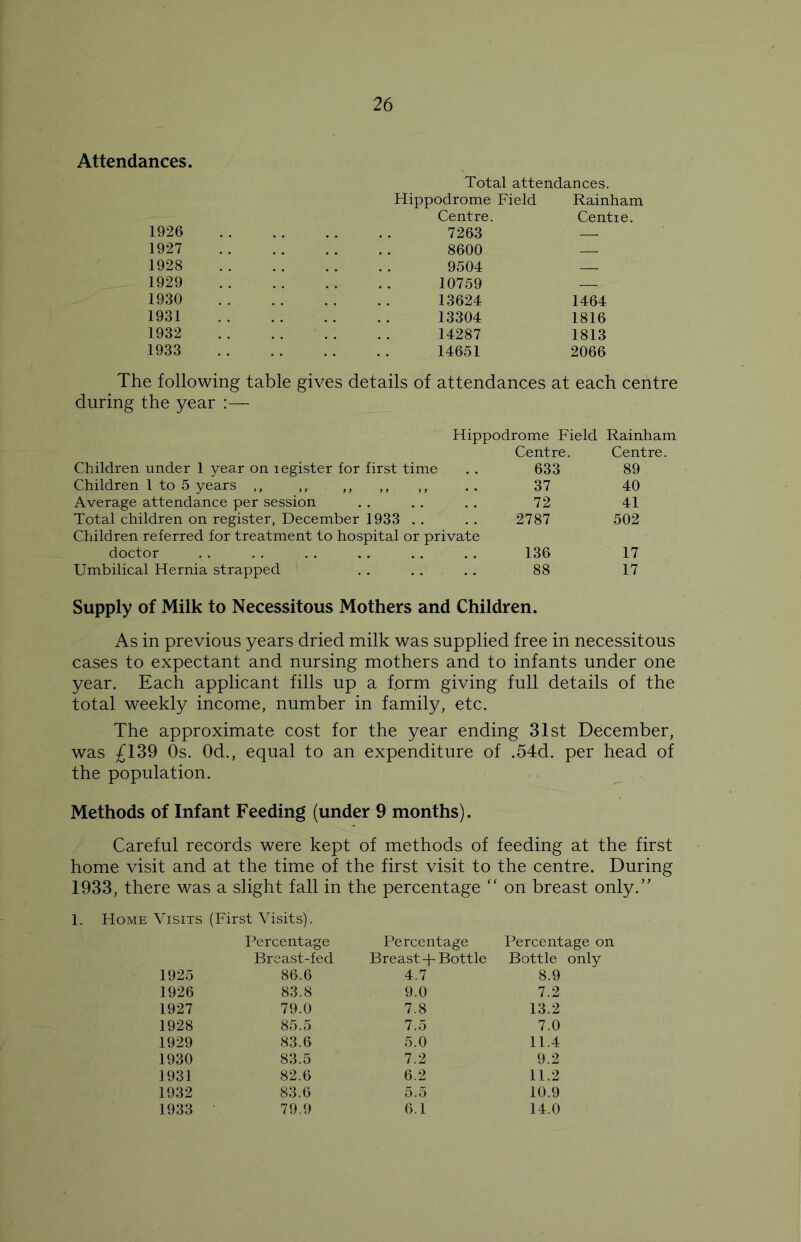 26
Attendances.
Total attendances.
Hippodrome Field Rainham
Centre. Centie.
1926 .. .. .. .. 7263 —
1927 .. .. .. .. 8600 —
1928 .. .. .. .. 9504 —
1929 .. .. .. .. 10759 —
1930 .. .. .. .. 13624 1464
1931 .. .. .. .. 13304 1816
1932 .. .. .. .. 14287 1813
1933 .. .. .. .. 14651 2066
The following table gives details of attendances at each centre
during the year :—
Hippodrome Field Rainham
Centre. Centre.
Children under 1 year on register for first time .. 633 89
Children 1 to 5 years ,, ,, ,, ,, ,, .. 37 40
Average attendance per session .. .. .. 72 41
Total children on register, December 1933 .. .. 2787 502
Children referred for treatment to hospital or private
doctor .. .. .. .. .. .. 136 17
Umbilical Hernia strapped .. .. .. 88 17
Supply of Milk to Necessitous Mothers and Children.
As in previous years dried milk was supplied free in necessitous
cases to expectant and nursing mothers and to infants under one
year. Each applicant fills up a form giving full details of the
total weekly income, number in family, etc.
The approximate cost for the year ending 31st December,
was £139 0s. 0d., equal to an expenditure of .54d. per head of
the population.
Methods of Infant Feeding (under 9 months).
Careful records were kept of methods of feeding at the first
home visit and at the time of the first visit to the centre. During
1933, there was a slight fall in the percentage “ on breast only.”
1. Home Visits (First Visits).
Percentage Percentage Percentage on
Breast-fed Breast+Bottle Bottle only
1925 86.6 4.7 8.9
1926 83.8 9.0 7.2
1927 79.0 7.8 13.2
1928 85.5 7.5 7.0
1929 83.6 5.0 11.4
1930 83.5 7.2 9.2
1931 82.6 6.2 11.2
1932 83.6 5.5 10.9
1933 79.9 6.1 14.0